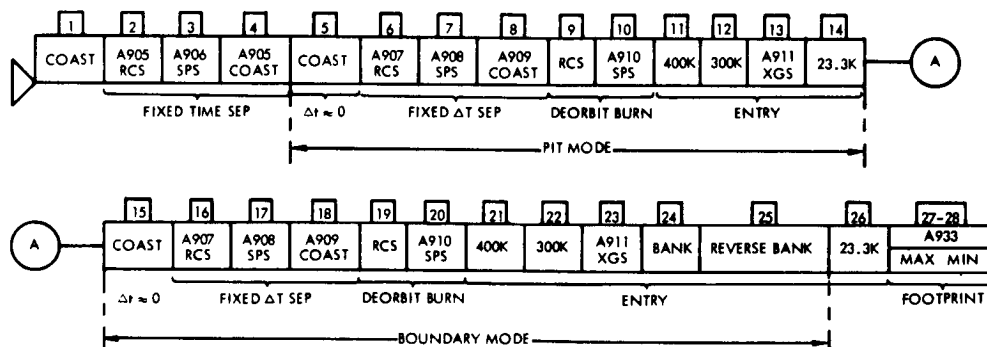 1 2 3 4 5 6 7 8 9 10 11 12 13 14
COAST A905 RCS A906 SPS A905 COAST COAST A907 RCS A908 SPS A909 COAST RCS A910 SPS 400K 300K A911 XGS 23.3K A
FIXED TIME SEP Δt ≈ 0 FIXED ΔT SEP DEORBIT BURN ENTRY
PIT MODE
15 16 17 18 19 20 21 22 23 24 25 26 27-28
A COAST A907 RCS A908 SPS A909 COAST RCS A910 SPS 400K 300K A911 XGS BANK REVERSE BANK 23.3K A933 MAX MIN
Δt ≈ 0 FIXED ΔT SEP DEORBIT BURN ENTRY FOOTPRINT
BOUNDARY MODE